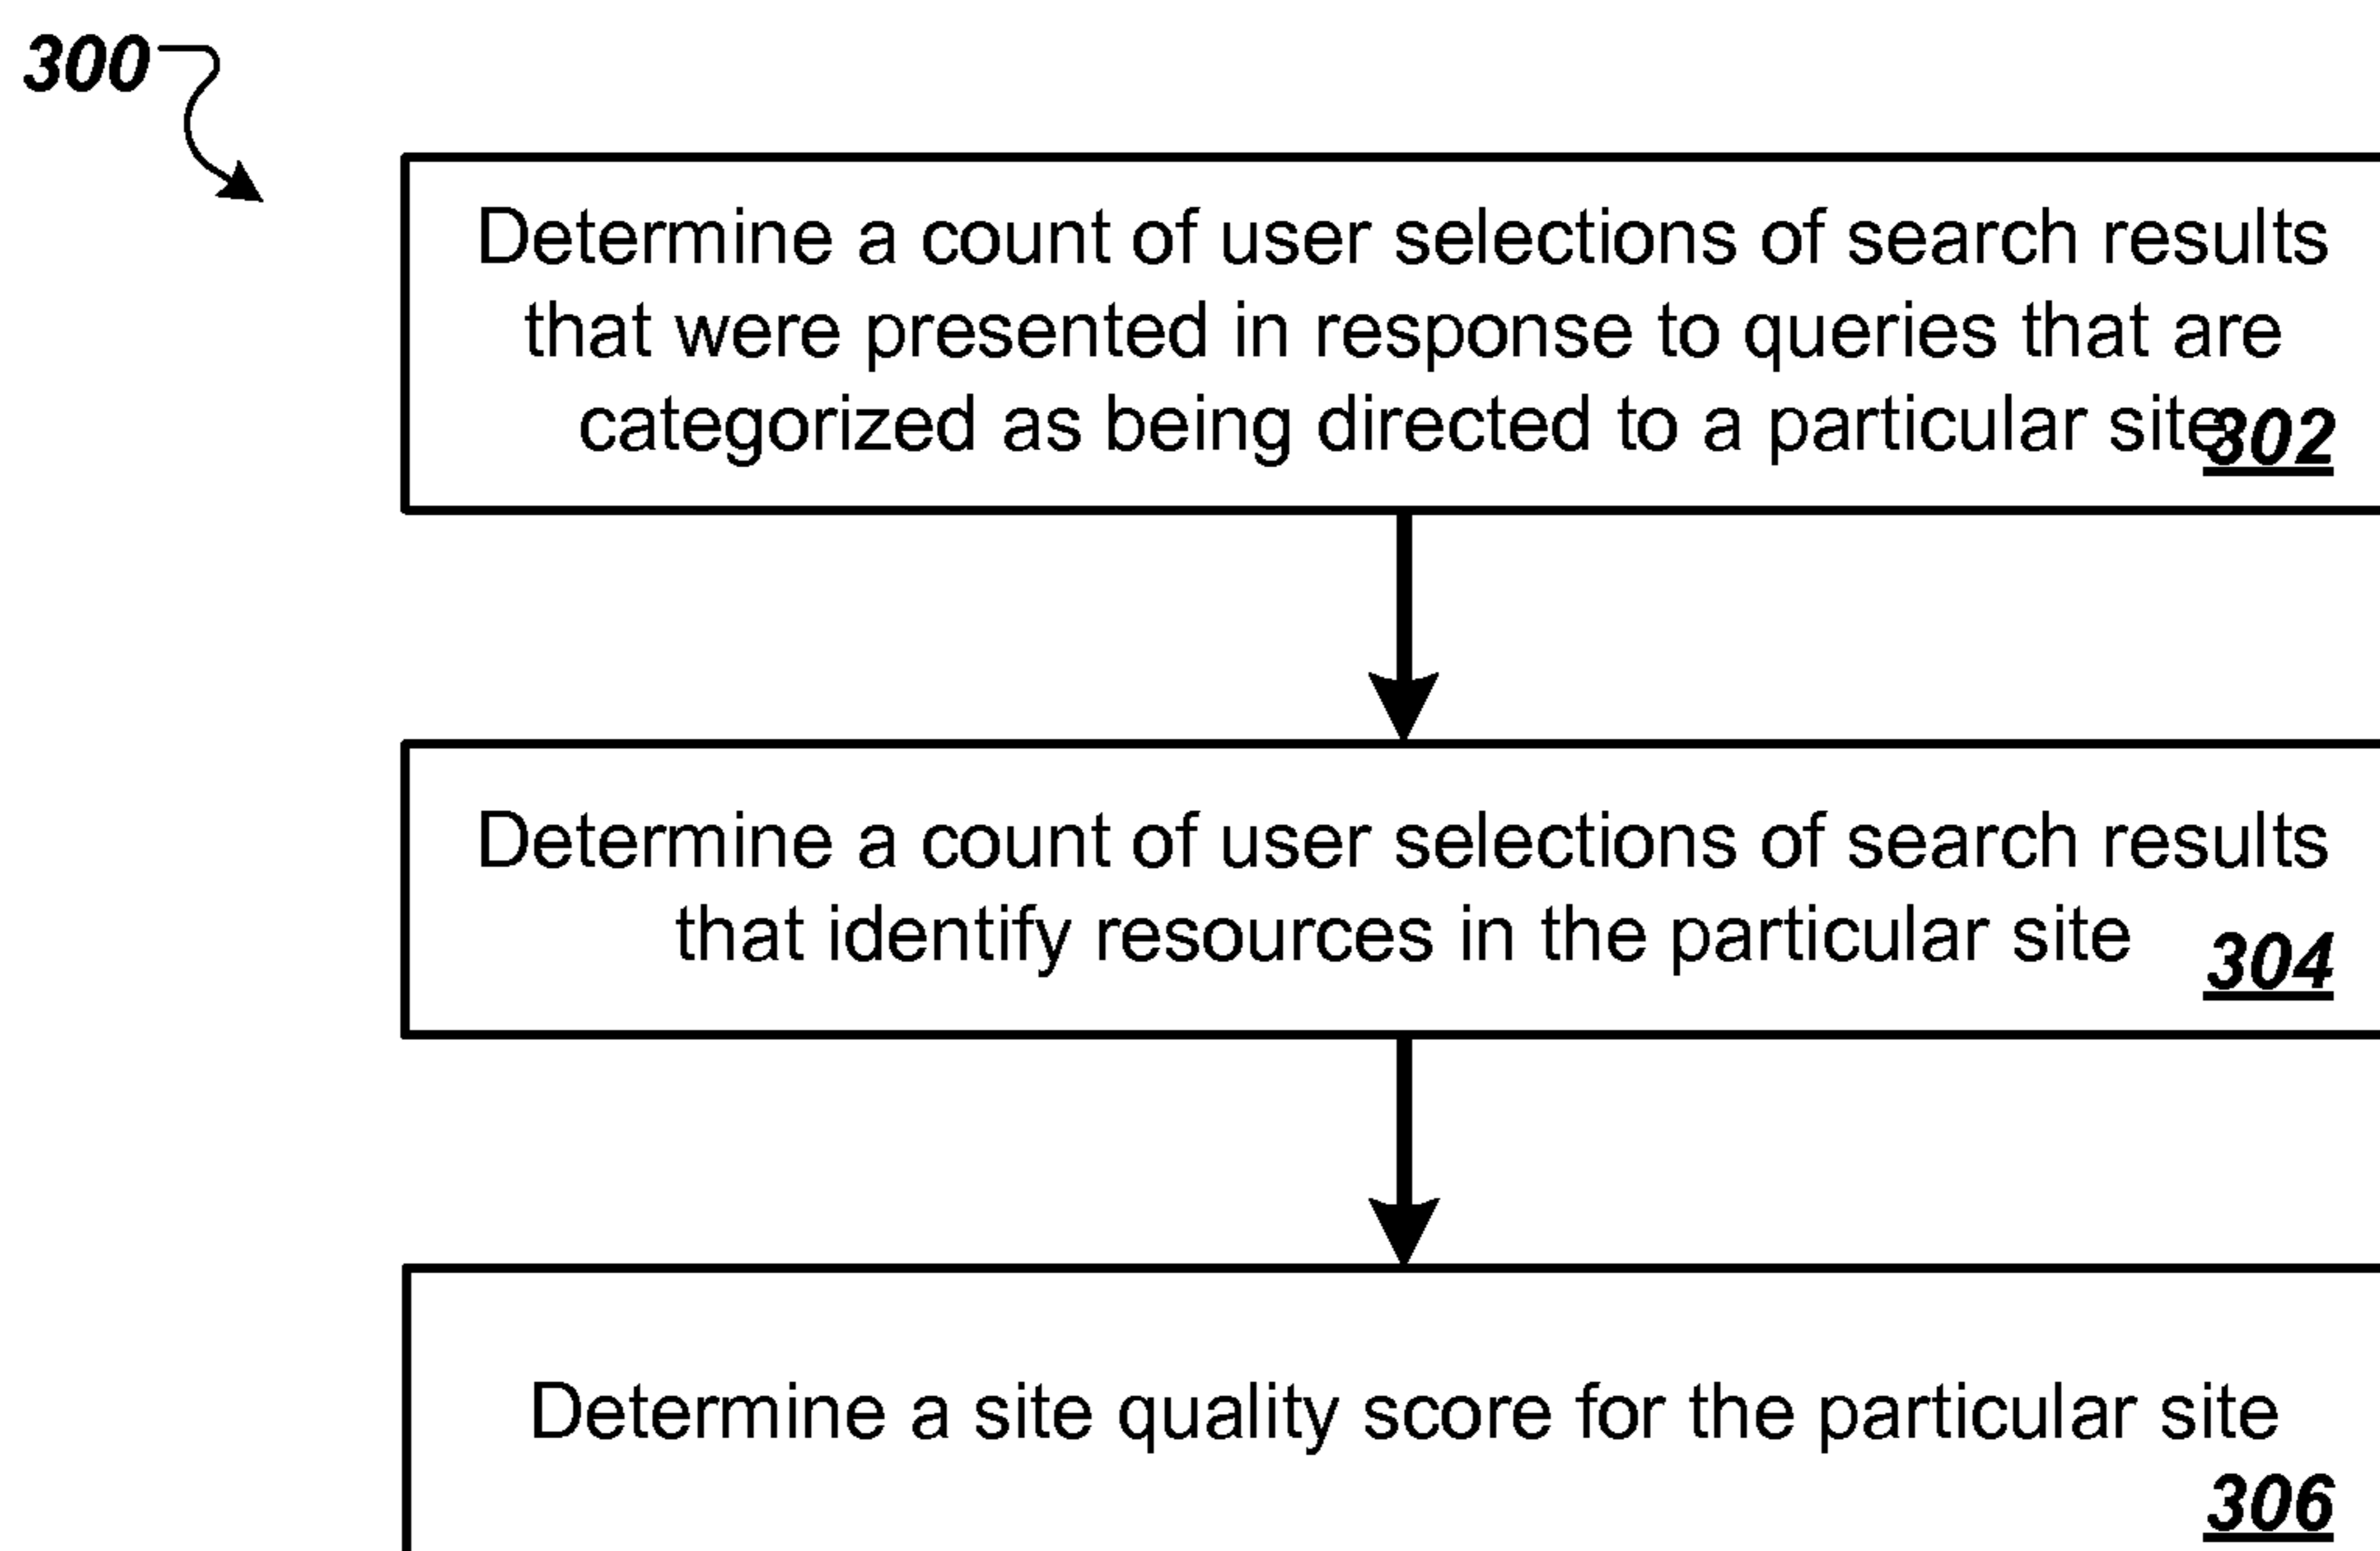 300
Determine a count of user selections of search results
that were presented in response to queries that are
categorized as being directed to a particular site
302
Determine a count of user selections of search results
that identify resources in the particular site
304
Determine a site quality score for the particular site
306